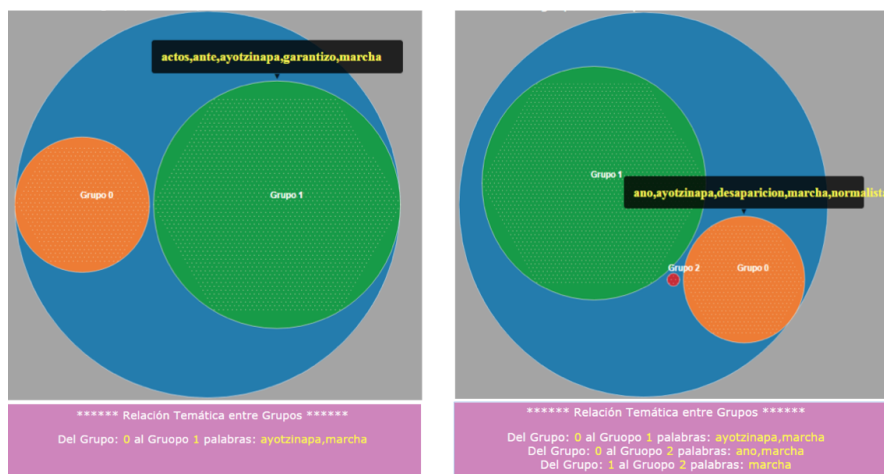 actos,ante,ayotzinapa,garantizo,marcha
Grupo 0
Grupo 1
****** Relación Temática entre Grupos ******
Del Grupo: 0 al Gruopo 1 palabras: ayotzinapa,marcha
Grupo 1
ano,ayotzinapa,desaparicion,marcha,normalista
Grupo 2
Grupo 0
****** Relación Temática entre Grupos ******
Del Grupo: 0 al Gruopo 1 palabras: ayotzinapa,marcha
Del Grupo: 0 al Gruopo 2 palabras: ano,marcha
Del Grupo: 1 al Gruopo 2 palabras: marcha